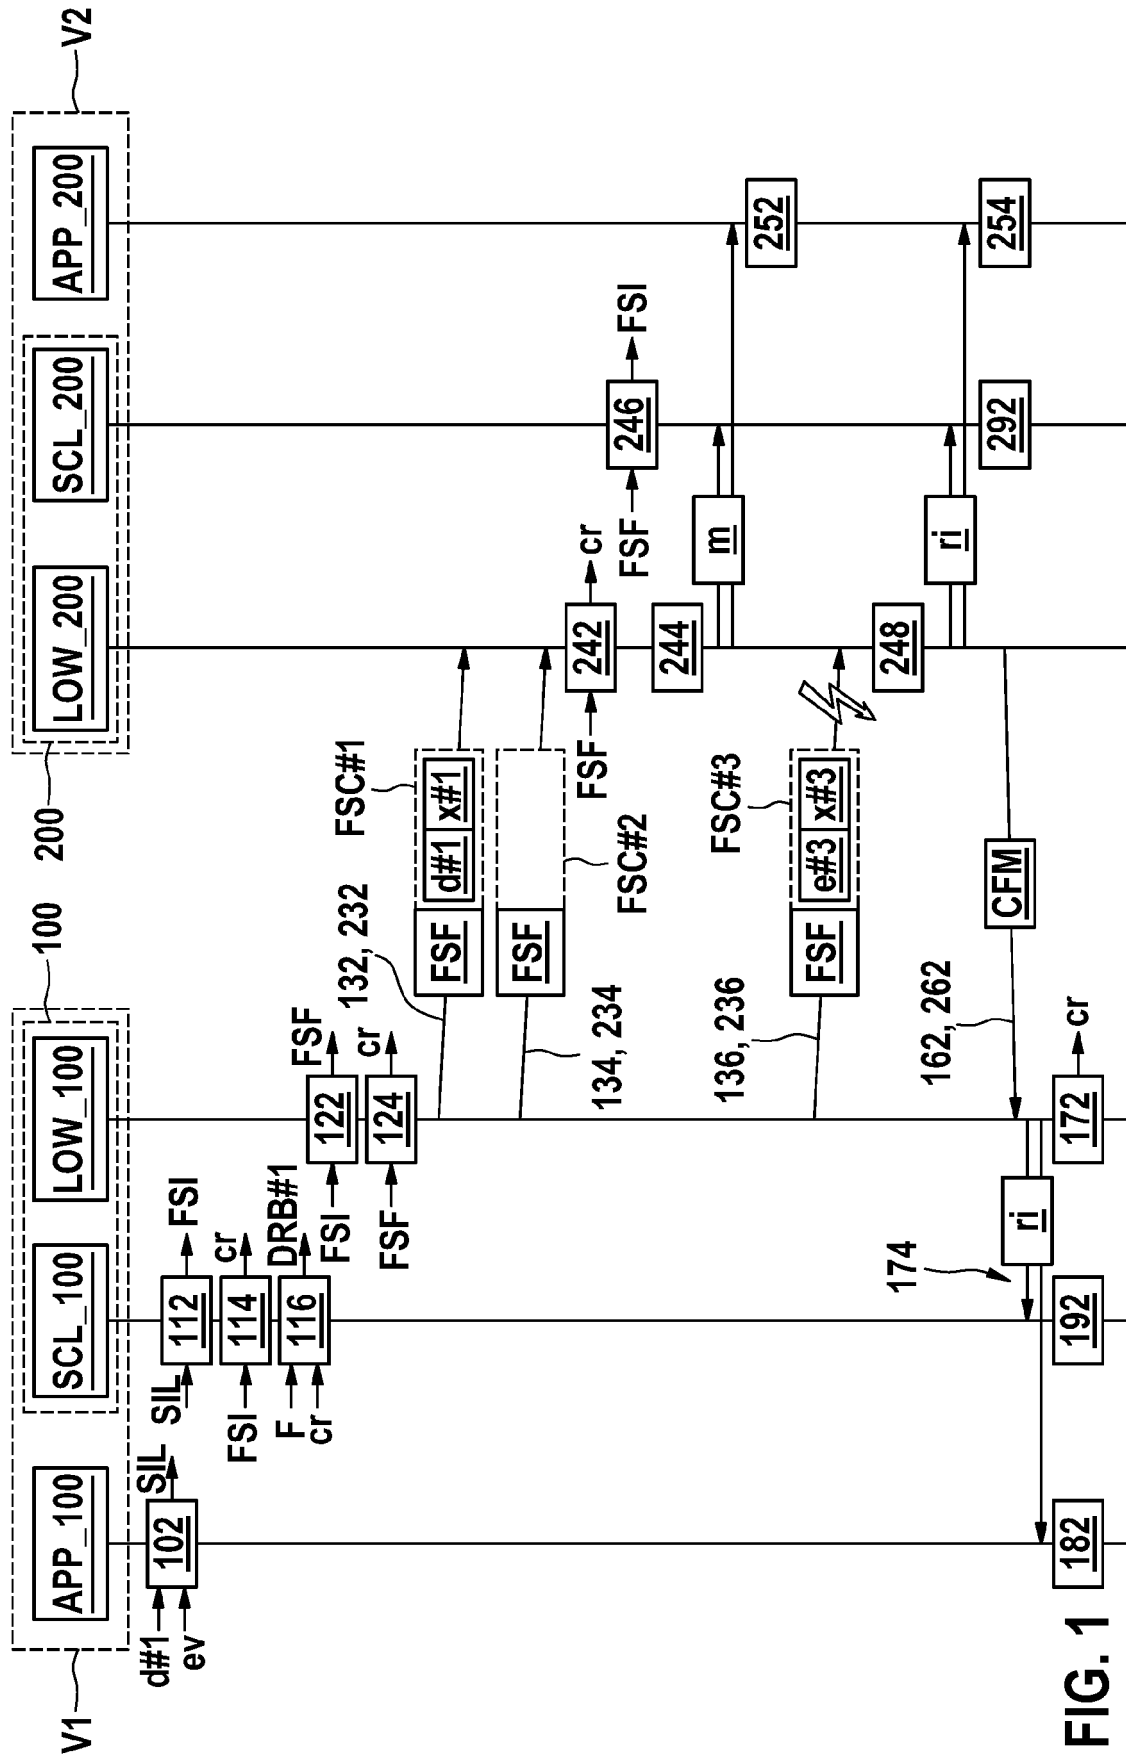 V1
V2
100
200
APP_100
SCL_100
LOW_100
LOW_200
SCL_200
APP_200
d#1
ev
102
SIL
SIL
112
FSI
FSI
114
cr
F
cr
116
DRB#1
FSI
122
FSF
FSF
124
cr
132, 232
FSF
d#1
x#1
FSC#1
134, 234
FSF
FSC#2
FSF
242
cr
FSF
246
FSI
244
m
252
136, 236
FSF
e#3
x#3
FSC#3
248
ri
254
292
162, 262
CFM
172
cr
ri
174
192
182
FIG. 1